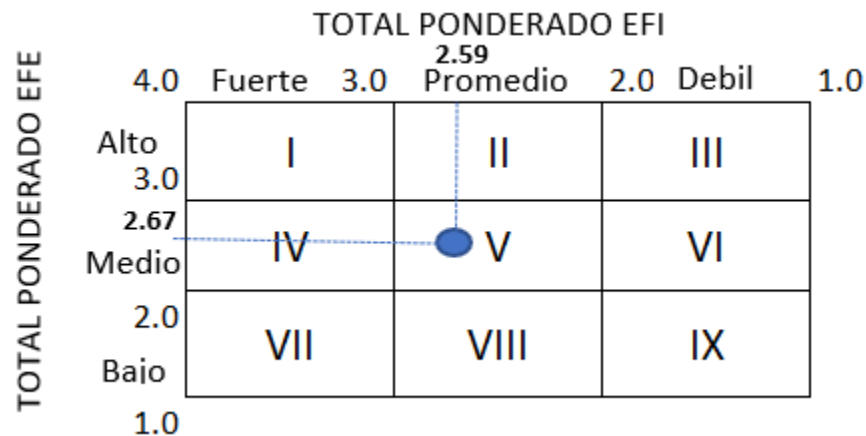 TOTAL PONDERADO EFI
2.59
4.0 Fuerte 3.0 Promedio 2.0 Debil 1.0
TOTAL PONDERADO EFE
Alto
I II III
3.0
2.67
IV V VI
Medio
2.0
VII VIII IX
Bajo
1.0